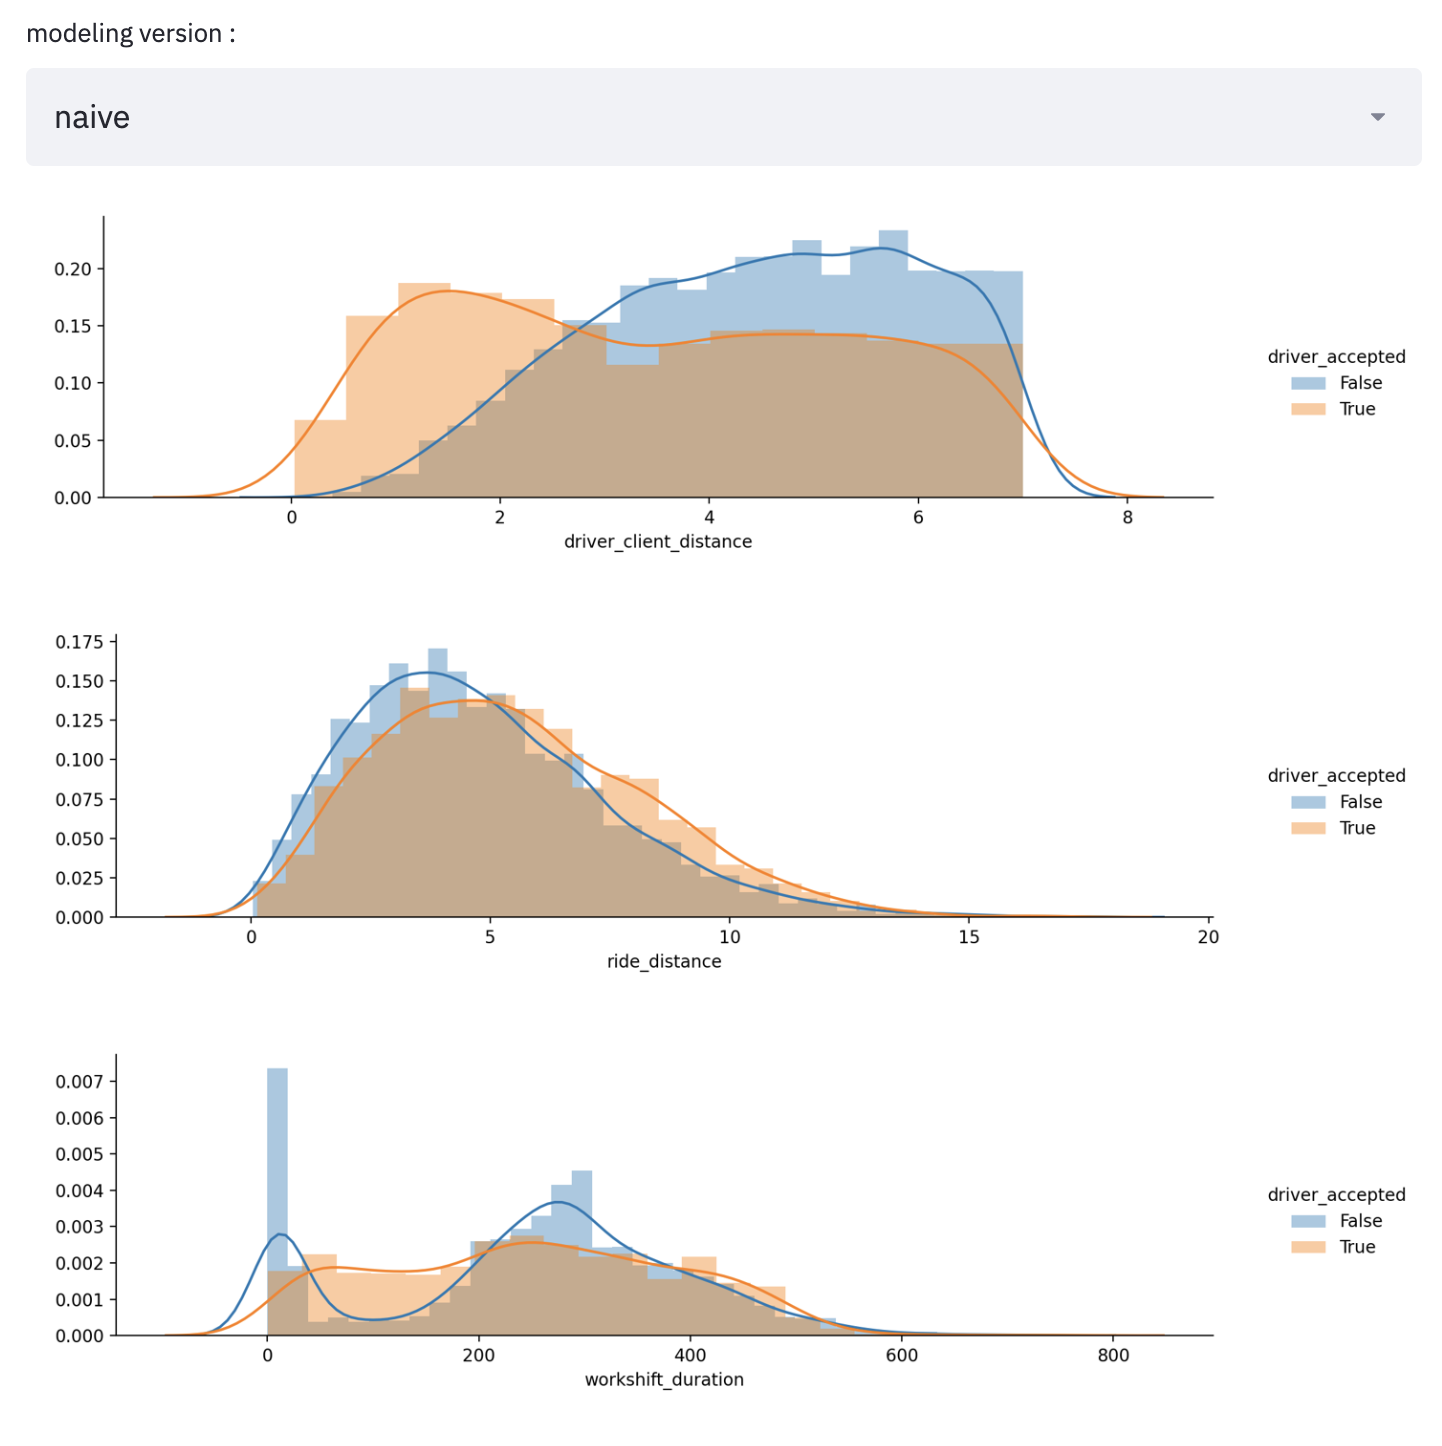 modeling version :
naive
0.20
0.15
0.10
0.05
0.00
0 2 4 6 8
driver_client_distance
driver_accepted
False
True
0.175
0.150
0.125
0.100
0.075
0.050
0.025
0.000
0 5 10 15 20
ride_distance
driver_accepted
False
True
0.007
0.006
0.005
0.004
0.003
0.002
0.001
0.000
0 200 400 600 800
workshift_duration
driver_accepted
False
True